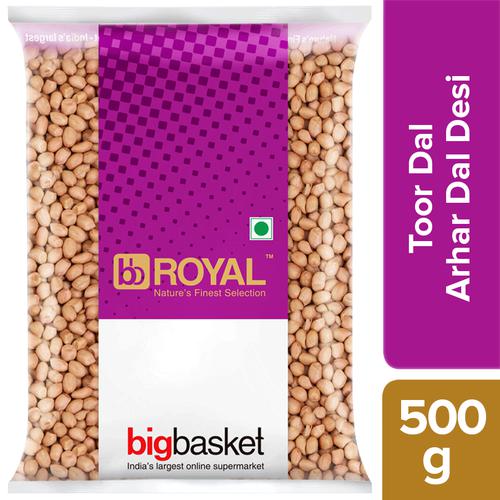 bb ROYAL™
Nature's Finest Selection
bigbasket
India's largest online supermarket
Toor Dal
Arhar Dal Desi
500
g